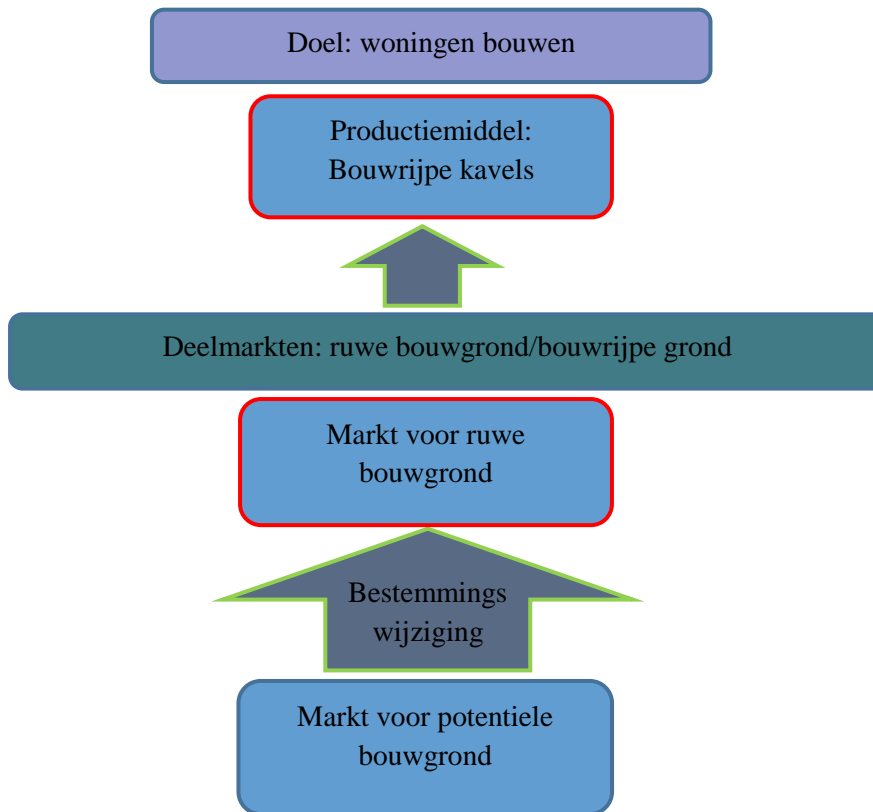 Doel: woningen bouwen
Productiemiddel:
Bouwrijpe kavels
Deelmarkten: ruwe bouwgrond/bouwrijpe grond
Markt voor ruwe
bouwgrond
Bestemmings
wijziging
Markt voor potentiele
bouwgrond